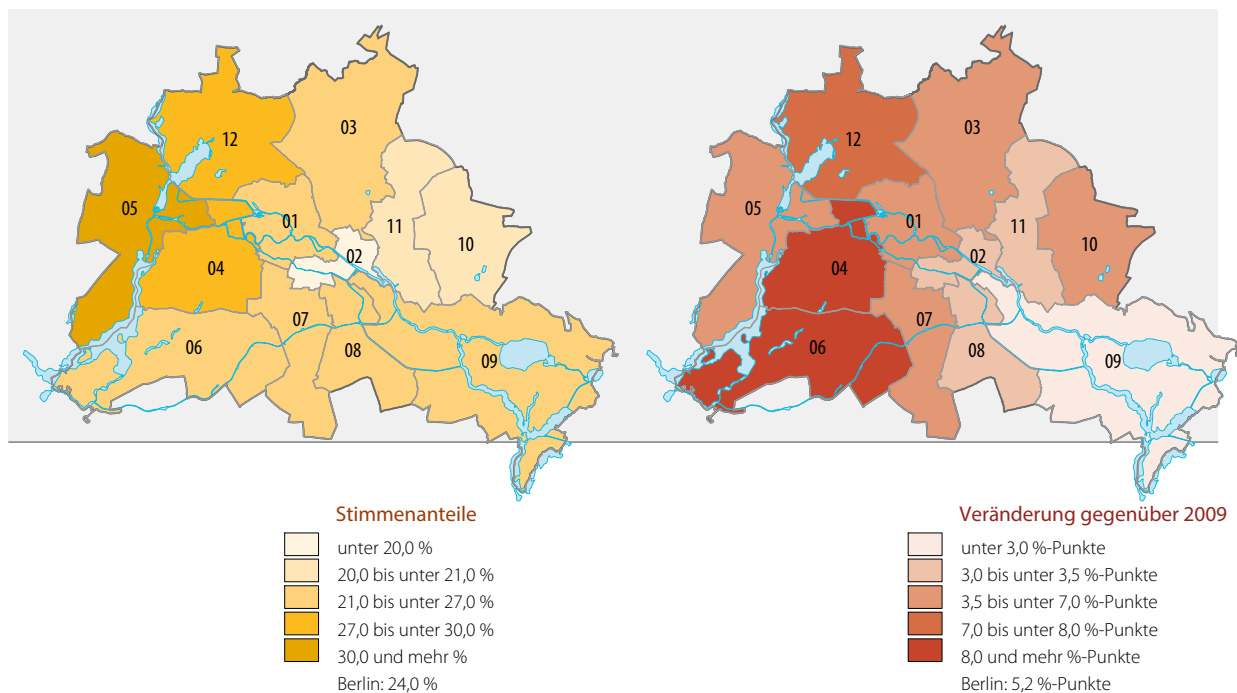 03
12
05
01
11
02
10
04
07
06
08
09
03
12
05
01
11
02
10
04
07
06
08
09
Stimmenanteile
unter 20,0 %
20,0 bis unter 21,0 %
21,0 bis unter 27,0 %
27,0 bis unter 30,0 %
30,0 und mehr %
Berlin: 24,0 %
Veränderung gegenüber 2009
unter 3,0 %-Punkte
3,0 bis unter 3,5 %-Punkte
3,5 bis unter 7,0 %-Punkte
7,0 bis unter 8,0 %-Punkte
8,0 und mehr %-Punkte
Berlin: 5,2 %-Punkte